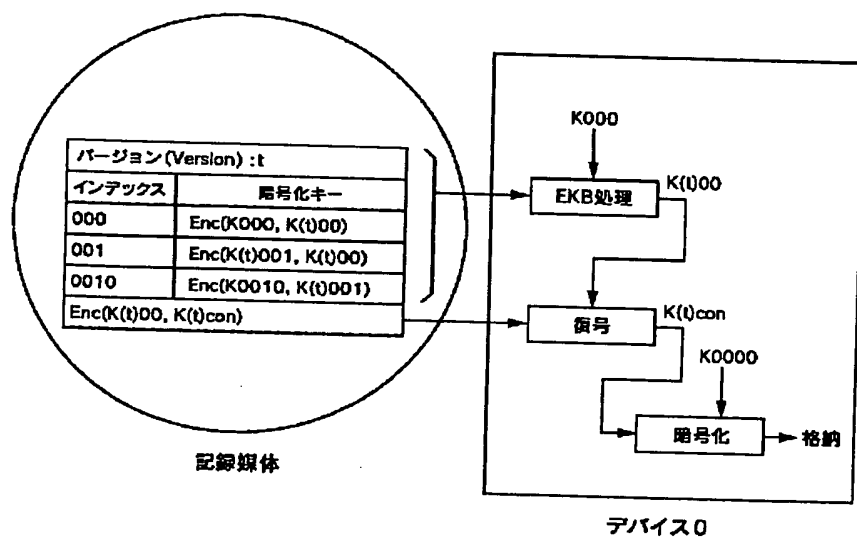 バージョン(Version) :t
インデックス 暗号化キー
000 Enc(K000, K(t)00)
001 Enc(K(t)001, K(t)00)
0010 Enc(K0010, K(t)001)
Enc(K(t)00, K(t)con)
記録媒体
K000
EKB処理
K(t)00
復号
K(t)con
K0000
暗号化
格納
デバイス0